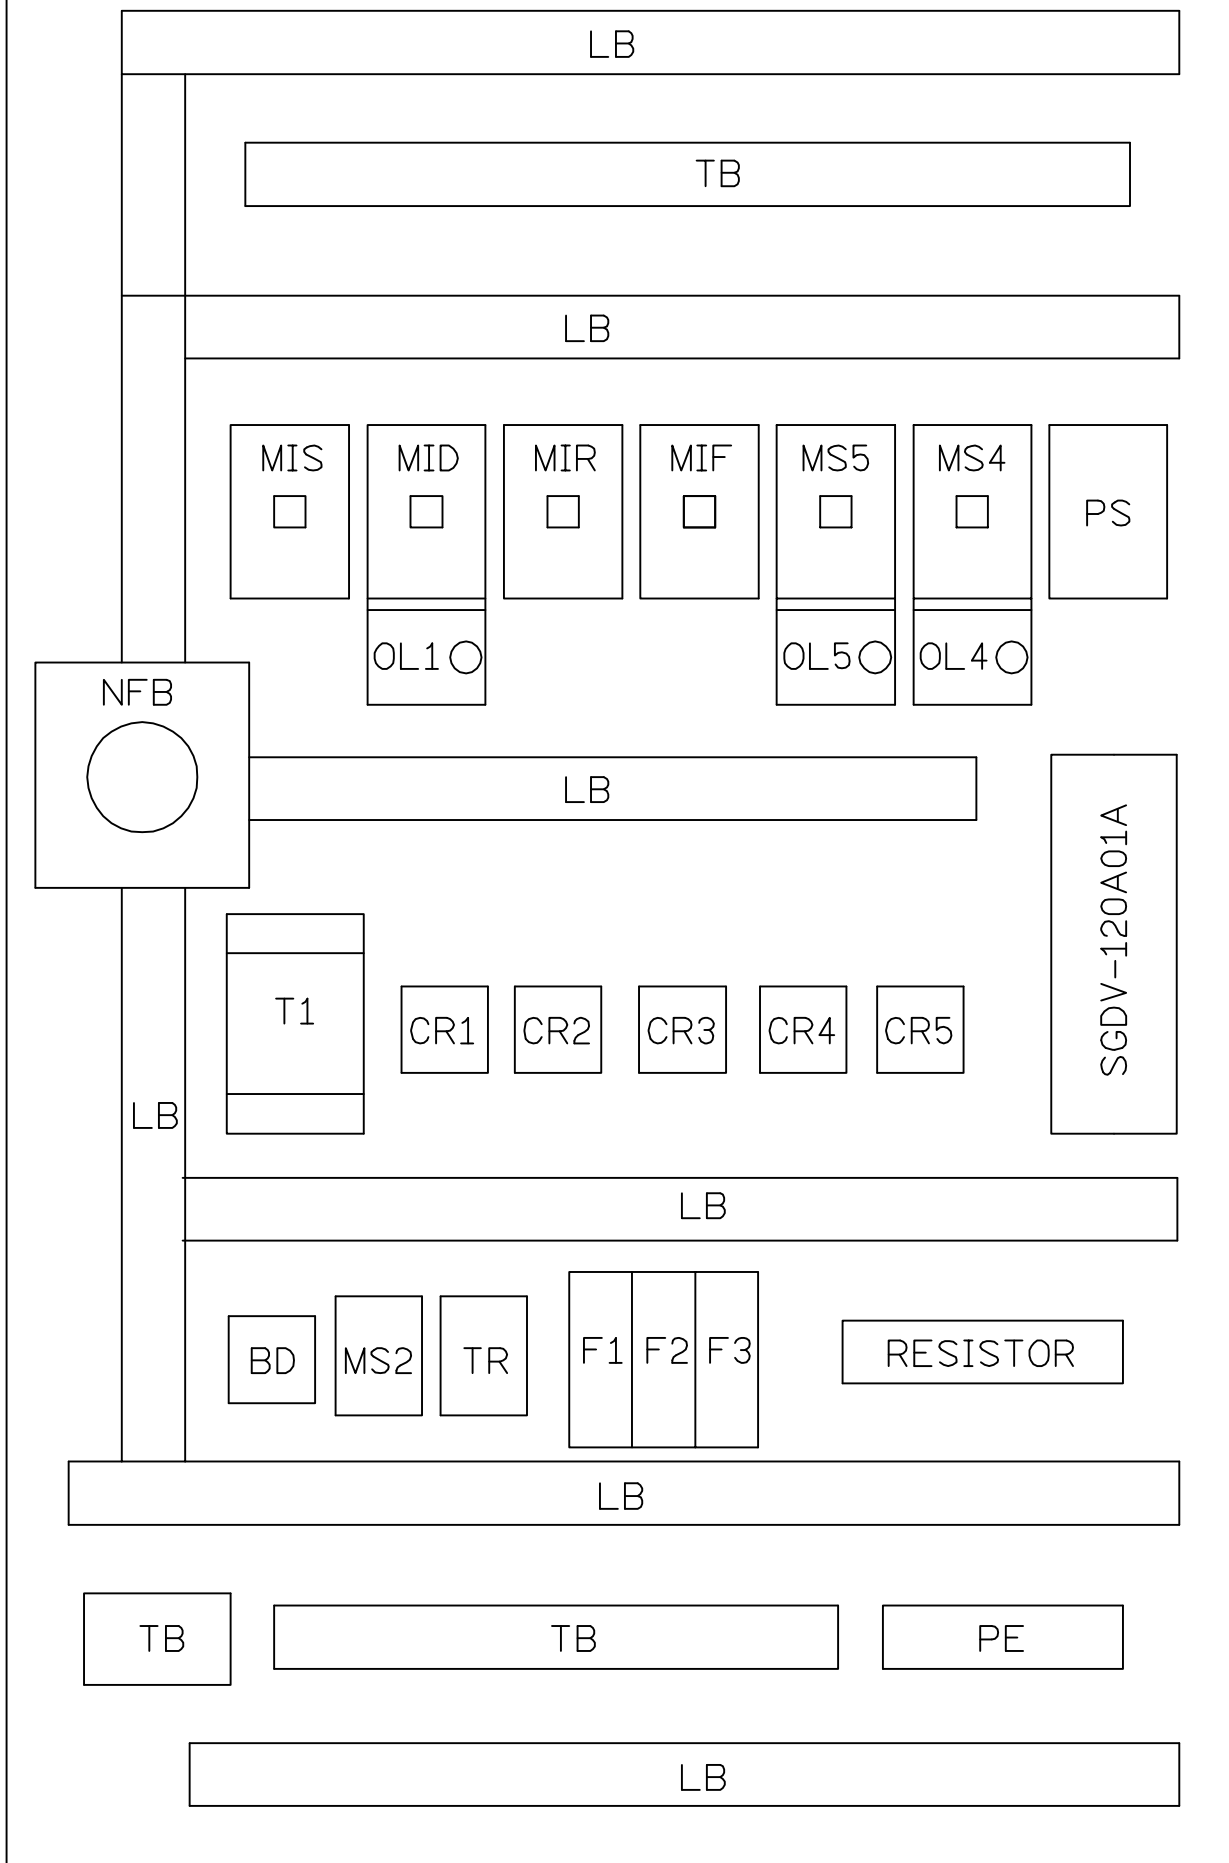 LB
TB
LB
MIS MID MIR MIF MS5 MS4 PS
OL1 OL5 OL4
NFB
LB
SGDV-120A01A
T1 CR1 CR2 CR3 CR4 CR5
LB
LB
BD MS2 TR F1 F2 F3 RESISTOR
LB
TB TB PE
LB